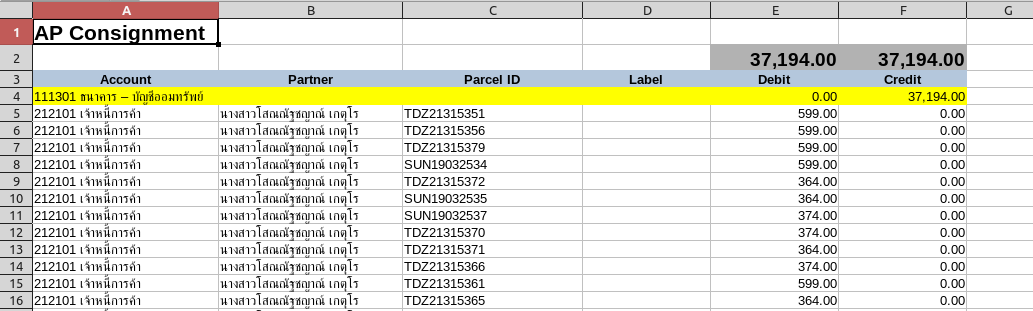 A B C D E F G
1 AP Consignment
2 37,194.00 37,194.00
3 Account Partner Parcel ID Label Debit Credit
4 111301 ธนาคาร – บัญชีออมทรัพย์ 0.00 37,194.00
5 212101 เจ้าหนี้การค้า นางสาวโสณณัฐชญาณ์ เกตุโร TDZ21315351 599.00 0.00
6 212101 เจ้าหนี้การค้า นางสาวโสณณัฐชญาณ์ เกตุโร TDZ21315356 599.00 0.00
7 212101 เจ้าหนี้การค้า นางสาวโสณณัฐชญาณ์ เกตุโร TDZ21315379 599.00 0.00
8 212101 เจ้าหนี้การค้า นางสาวโสณณัฐชญาณ์ เกตุโร SUN19032534 599.00 0.00
9 212101 เจ้าหนี้การค้า นางสาวโสณณัฐชญาณ์ เกตุโร TDZ21315372 364.00 0.00
10 212101 เจ้าหนี้การค้า นางสาวโสณณัฐชญาณ์ เกตุโร SUN19032535 364.00 0.00
11 212101 เจ้าหนี้การค้า นางสาวโสณณัฐชญาณ์ เกตุโร SUN19032537 374.00 0.00
12 212101 เจ้าหนี้การค้า นางสาวโสณณัฐชญาณ์ เกตุโร TDZ21315370 374.00 0.00
13 212101 เจ้าหนี้การค้า นางสาวโสณณัฐชญาณ์ เกตุโร TDZ21315371 364.00 0.00
14 212101 เจ้าหนี้การค้า นางสาวโสณณัฐชญาณ์ เกตุโร TDZ21315366 374.00 0.00
15 212101 เจ้าหนี้การค้า นางสาวโสณณัฐชญาณ์ เกตุโร TDZ21315361 599.00 0.00
16 212101 เจ้าหนี้การค้า นางสาวโสณณัฐชญาณ์ เกตุโร TDZ21315365 364.00 0.00